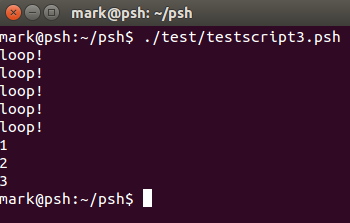 mark@psh: ~/psh
mark@psh:~/psh$ ./test/testscript3.psh
loop!
loop!
loop!
loop!
loop!
1
2
3
mark@psh:~/psh$